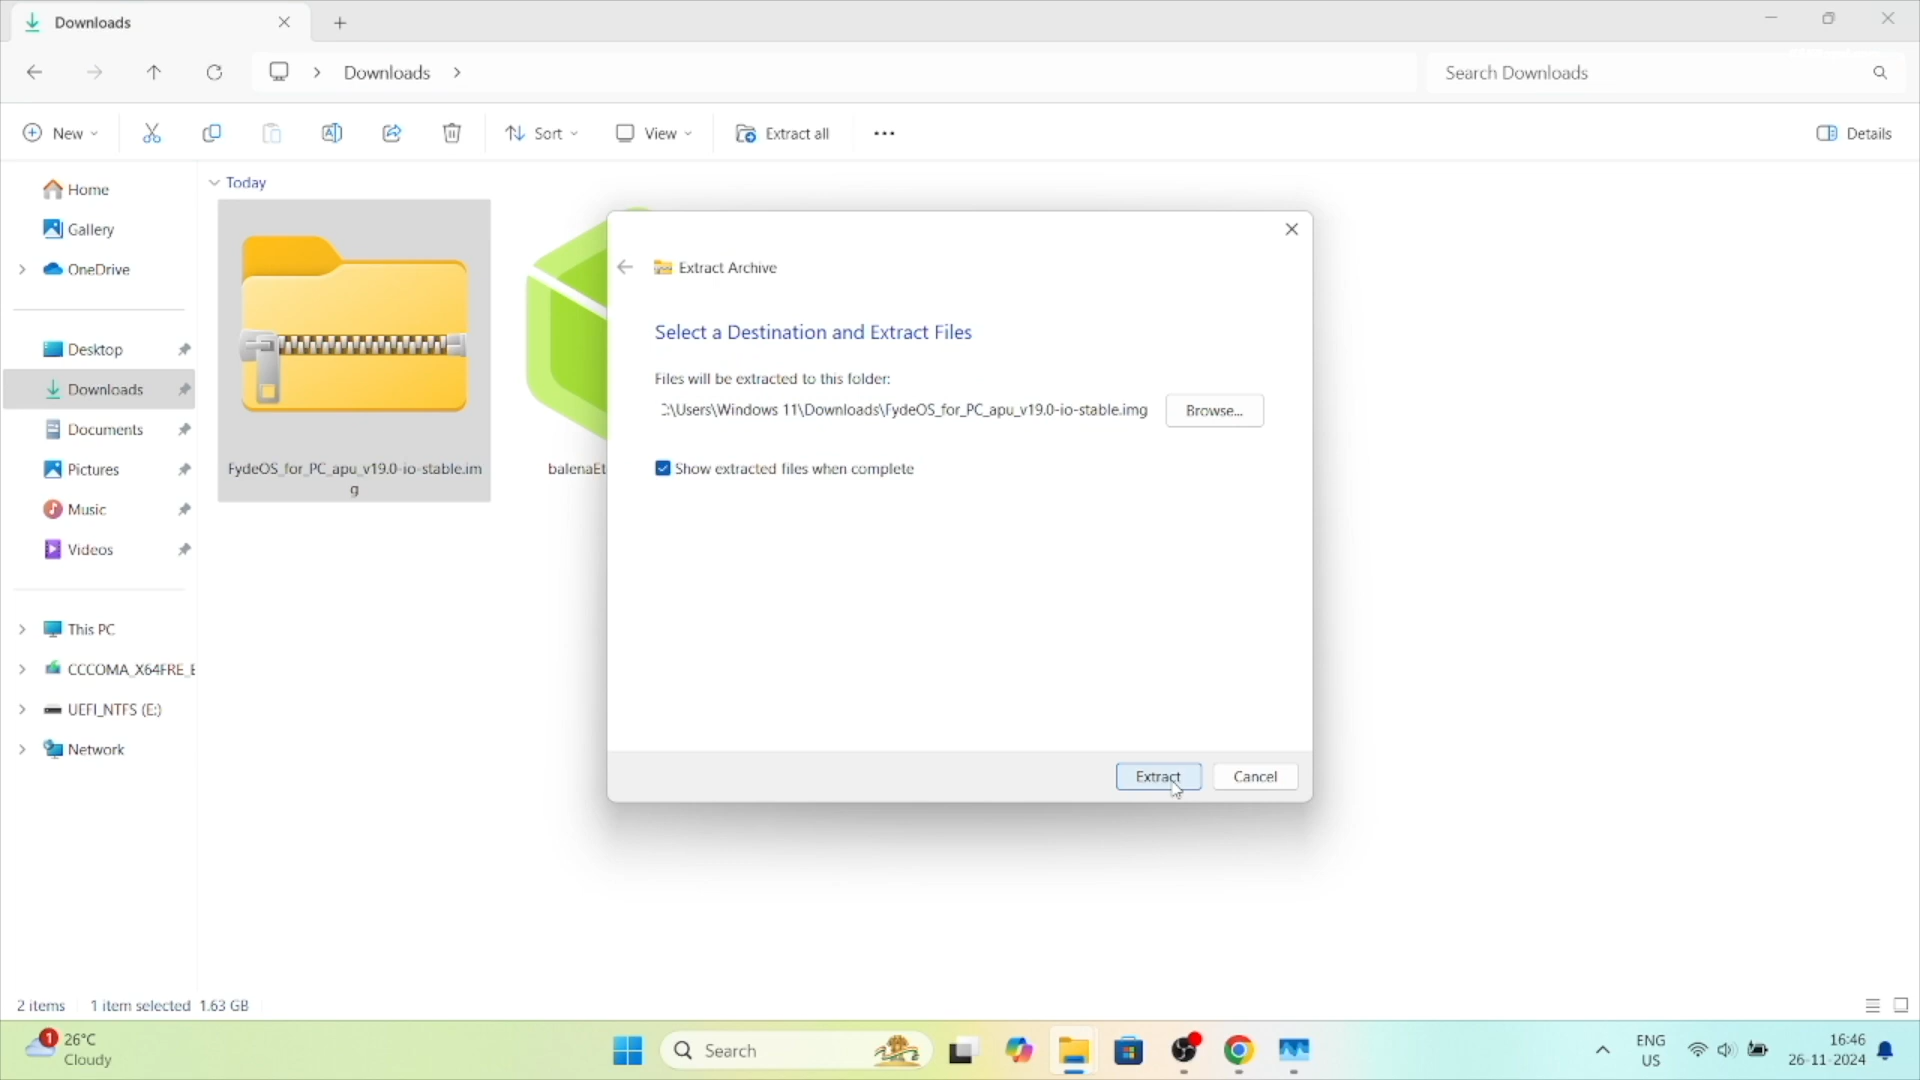 Downloads
Downloads
Search Downloads
New
Sort
View
Extract all
Details
Home
Gallery
OneDrive
Desktop
Downloads
Documents
Pictures
Music
Videos
This PC
CCCOMA_X64FRE_E
UEFI_NTFS (E:)
Network
Today
FydeOS_for_PC_apu_v19.0-io-stable.im
g
balenaEt
Extract Archive
Select a Destination and Extract Files
Files will be extracted to this folder:
:\Users\Windows 11\Downloads\FydeOS_for_PC_apu_v19.0-io-stable.img
Browse...
Show extracted files when complete
Extract
Cancel
2 items
1 item selected 1.63 GB
1
26°C
Cloudy
Search
ENG
US
16:46
26-11-2024